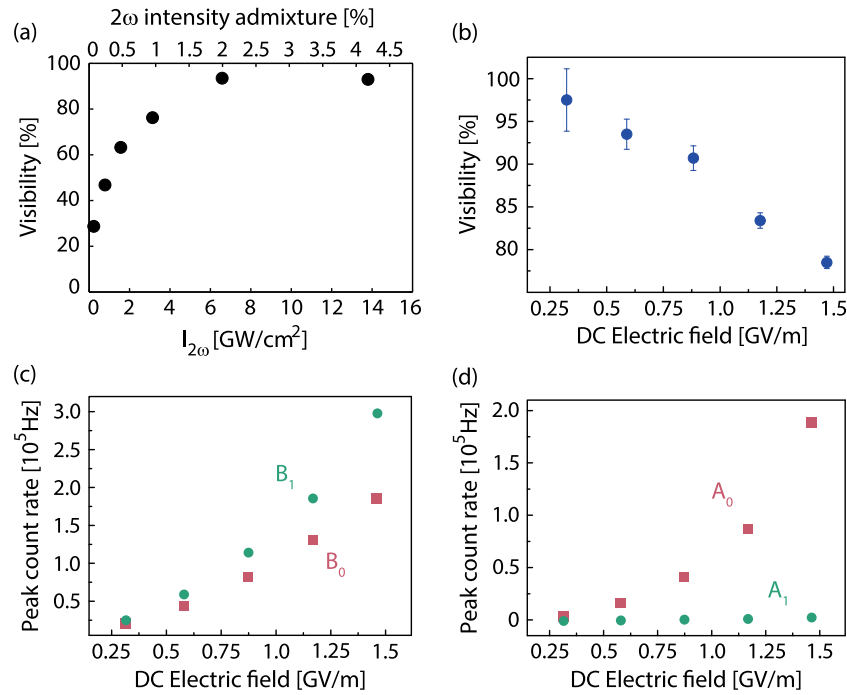 (a)
2ω intensity admixture [%]
0 0.5 1 1.5 2 2.5 3 3.5 4 4.5
100
80
60
40
20
0
Visibility [%]
0 2 4 6 8 10 12 14 16
I2ω [GW/cm²]
(b)
100
95
90
85
80
Visibility [%]
0.25 0.5 0.75 1.0 1.25 1.5
DC Electric field [GV/m]
(c)
3.0
2.5
2.0
1.5
1.0
0.5
Peak count rate [10⁵Hz]
B₁
B₀
0.25 0.5 0.75 1.0 1.25 1.5
DC Electric field [GV/m]
(d)
2.0
1.5
1.0
0.5
0
Peak count rate [10⁵Hz]
A₀
A₁
0.25 0.5 0.75 1.0 1.25 1.5
DC Electric field [GV/m]